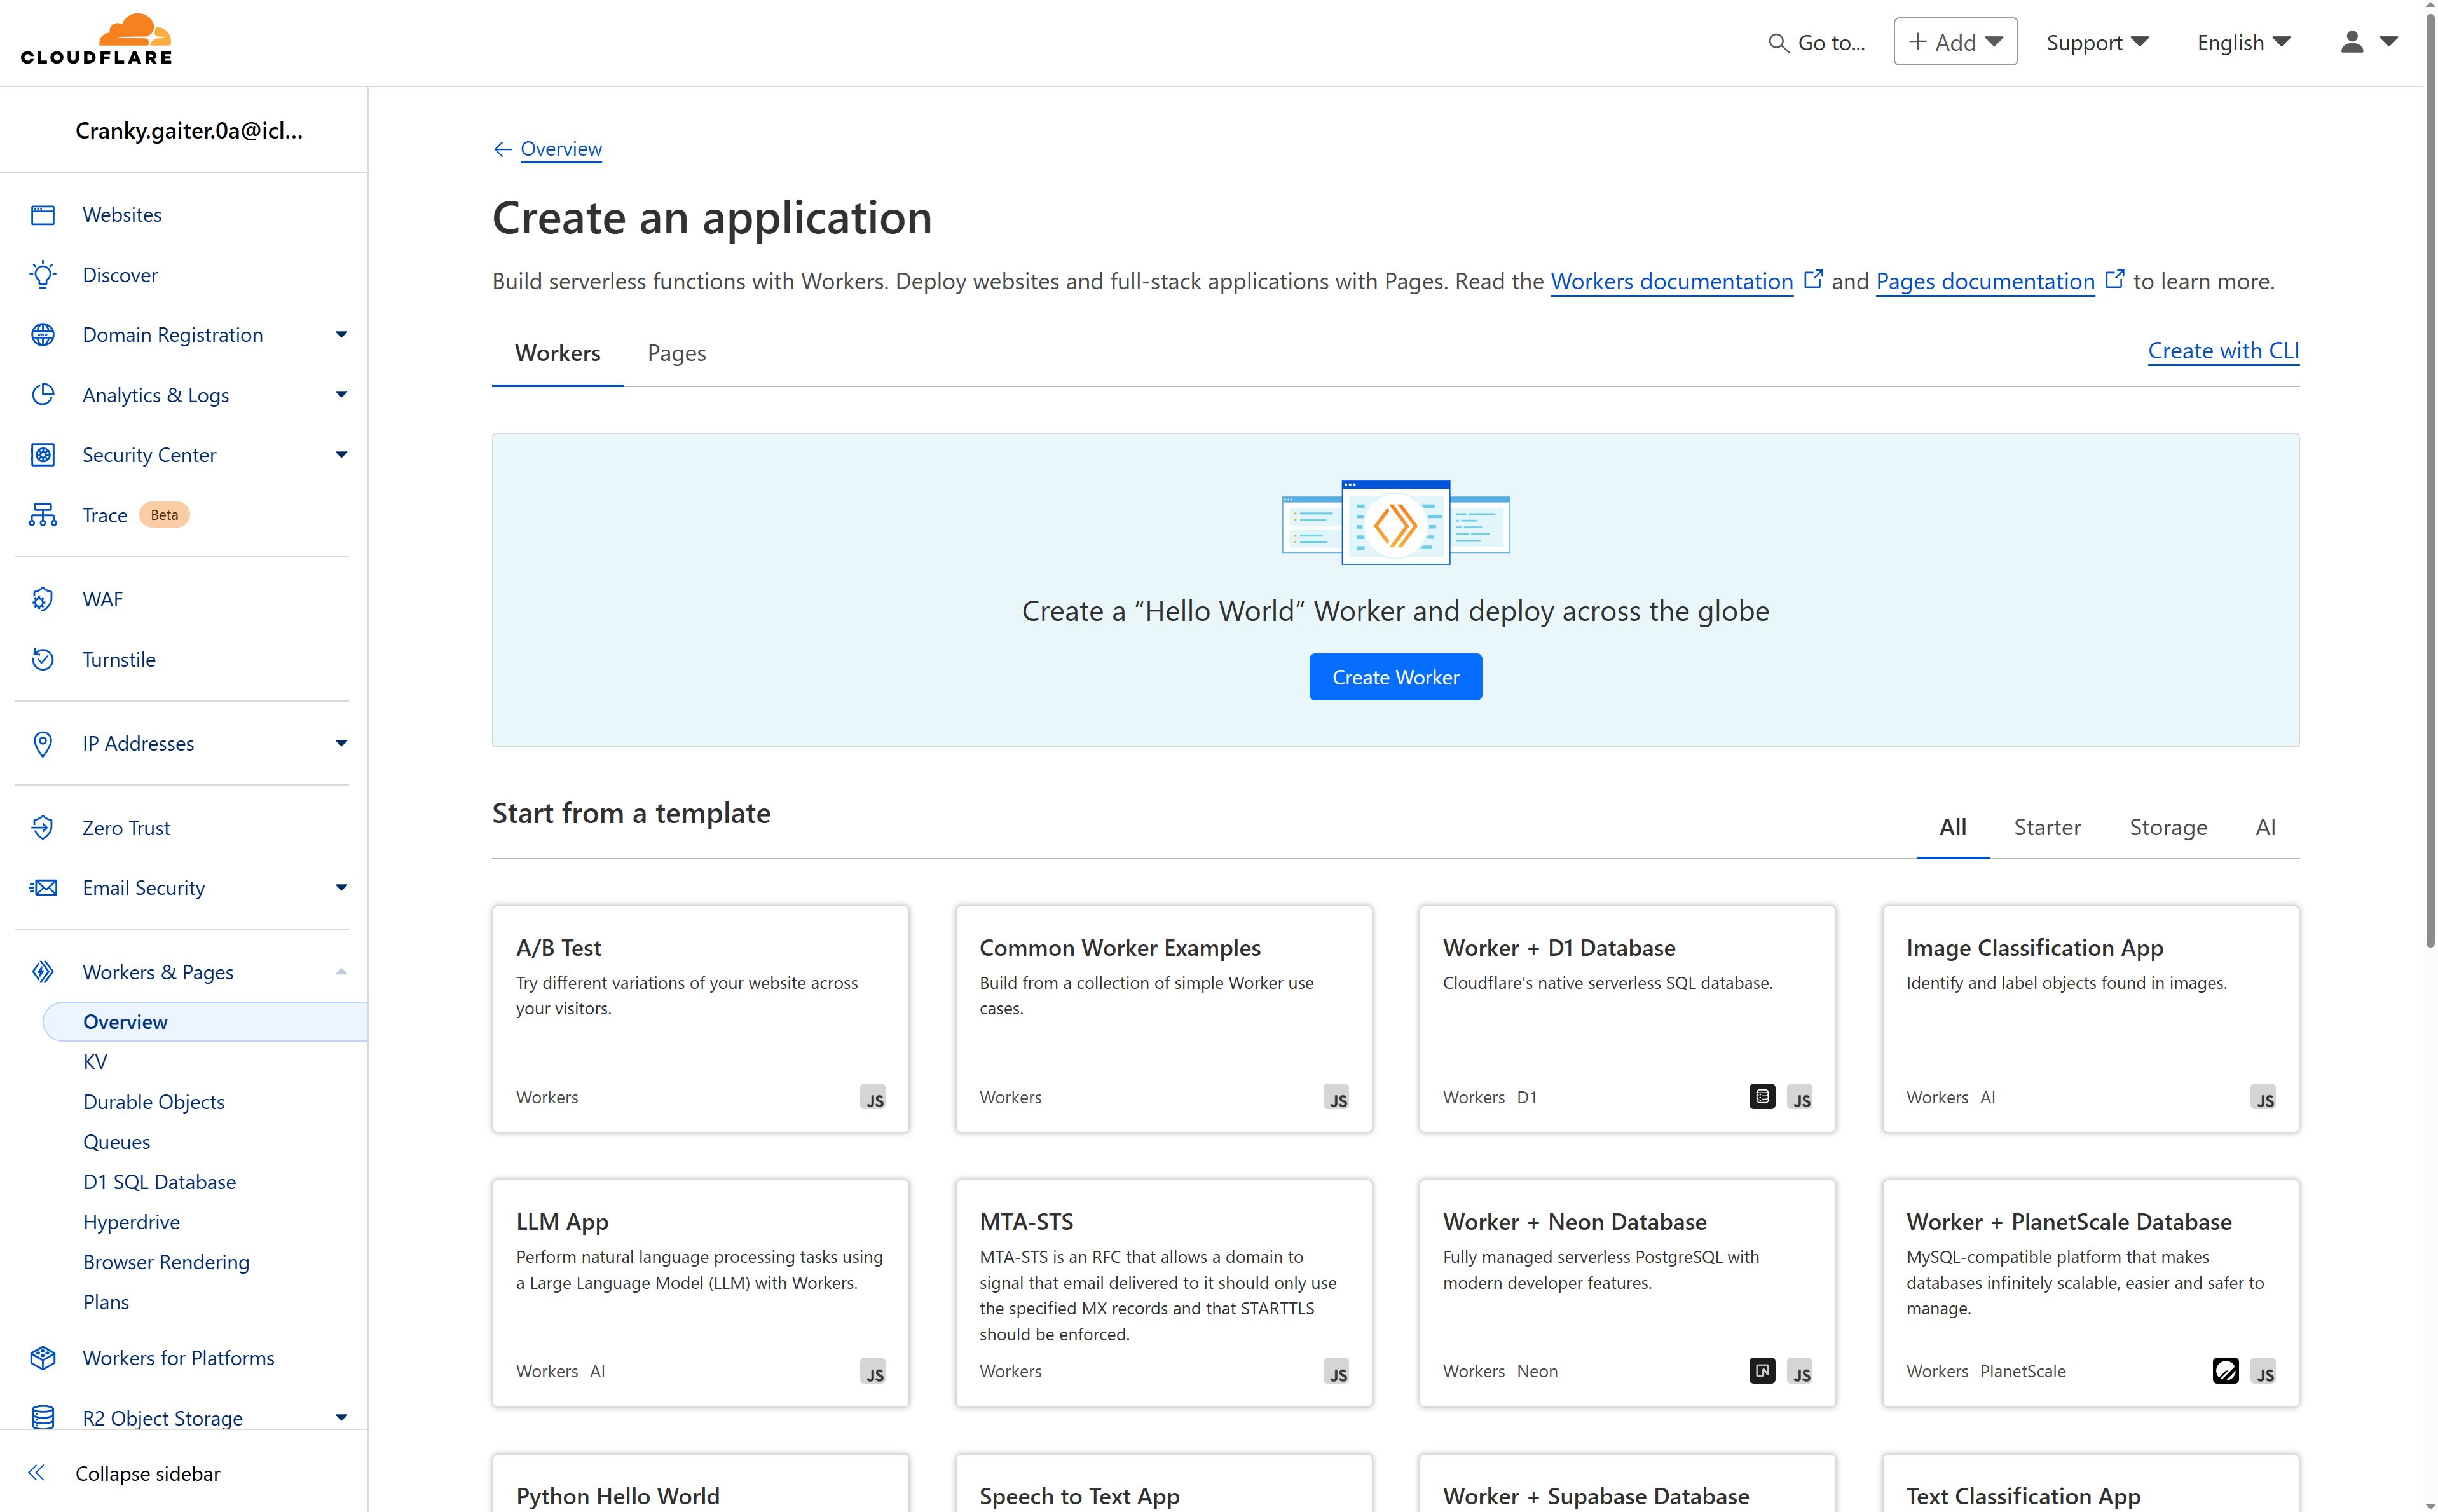 CLOUDFLARE
Go to...
Add
Support
English
Cranky.gaiter.0a@icl...
Websites
Discover
Domain Registration
Analytics & Logs
Security Center
Trace Beta
WAF
Turnstile
IP Addresses
Zero Trust
Email Security
Workers & Pages
Overview
KV
Durable Objects
Queues
D1 SQL Database
Hyperdrive
Browser Rendering
Plans
Workers for Platforms
R2 Object Storage
Collapse sidebar
Overview
Create an application
Build serverless functions with Workers. Deploy websites and full-stack applications with Pages. Read the Workers documentation and Pages documentation to learn more.
Workers Pages
Create with CLI
Create a “Hello World” Worker and deploy across the globe
Create Worker
Start from a template
All Starter Storage AI
A/B Test
Try different variations of your website across
your visitors.
Workers
JS
Common Worker Examples
Build from a collection of simple Worker use
cases.
Workers
JS
Worker + D1 Database
Cloudflare's native serverless SQL database.
Workers D1
JS
Image Classification App
Identify and label objects found in images.
Workers AI
JS
LLM App
Perform natural language processing tasks using
a Large Language Model (LLM) with Workers.
Workers AI
JS
MTA-STS
MTA-STS is an RFC that allows a domain to
signal that email delivered to it should only use
the specified MX records and that STARTTLS
should be enforced.
Workers
JS
Worker + Neon Database
Fully managed serverless PostgreSQL with
modern developer features.
Workers Neon
JS
Worker + PlanetScale Database
MySQL-compatible platform that makes
databases infinitely scalable, easier and safer to
manage.
Workers PlanetScale
JS
Python Hello World
Speech to Text App
Worker + Supabase Database
Text Classification App